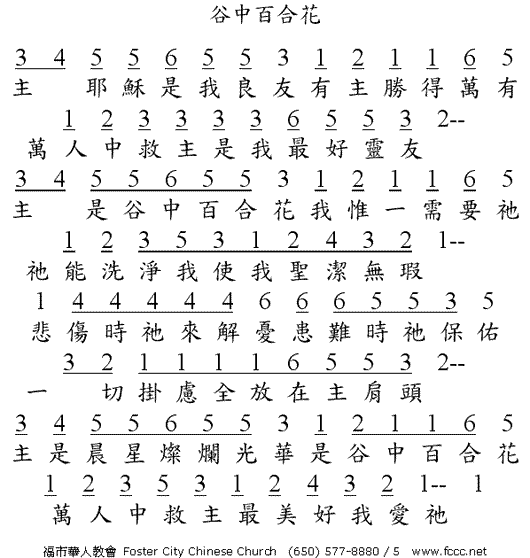 谷中百合花
3 4 5 5 6 5 5 3 1 2 1 1 6 5
主 耶穌是我良友有主勝得萬有
1 2 3 3 3 3 6 5 5 3 2--
萬人中救主是我最好靈友
3 4 5 5 6 5 5 3 1 2 1 1 6 5
主 是谷中百合花我惟一需要祂
1 2 3 5 3 1 2 4 3 2 1--
祂能洗淨我使我聖潔無瑕
1 4 4 4 4 4 6 6 6 5 5 3 5
悲傷時祂來解憂患難時祂保佑
3 2 1 1 1 1 6 5 5 3 2--
一 切掛慮全放在主肩頭
3 4 5 5 6 5 5 3 1 2 1 1 6 5
主是晨星燦爛光華是谷中百合花
1 2 3 5 3 1 2 4 3 2 1-- 1
萬人中救主最美好我愛祂
福市華人教會 Foster City Chinese Church (650) 577-8880 / 5 www.fccc.net